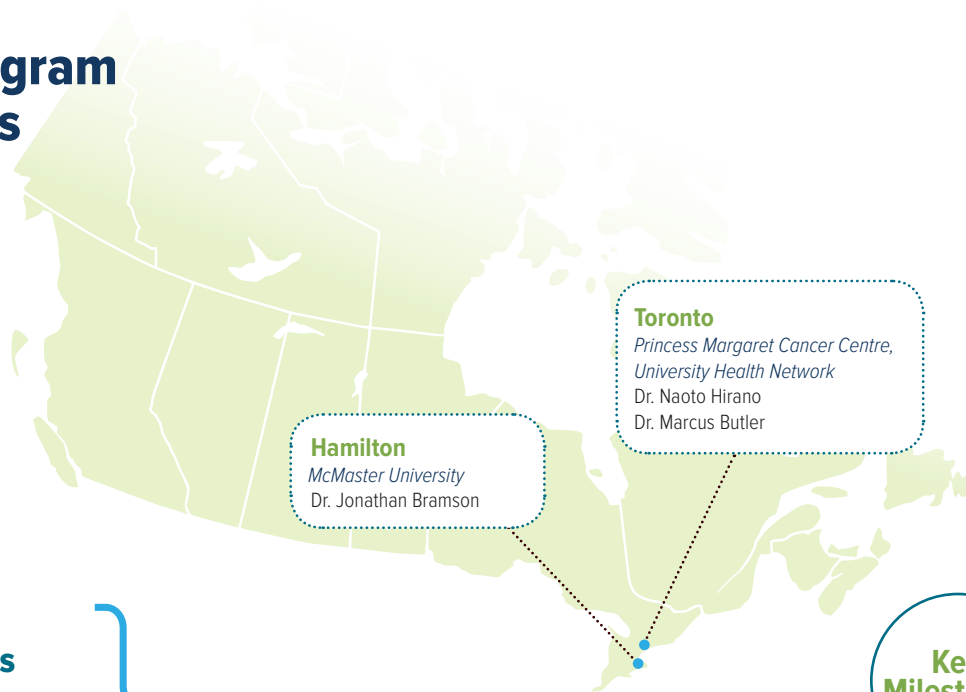 gram
s
Toronto
Princess Margaret Cancer Centre,
University Health Network
Dr. Naoto Hirano
Dr. Marcus Butler
Hamilton
McMaster University
Dr. Jonathan Bramson
s
Ke
Milest